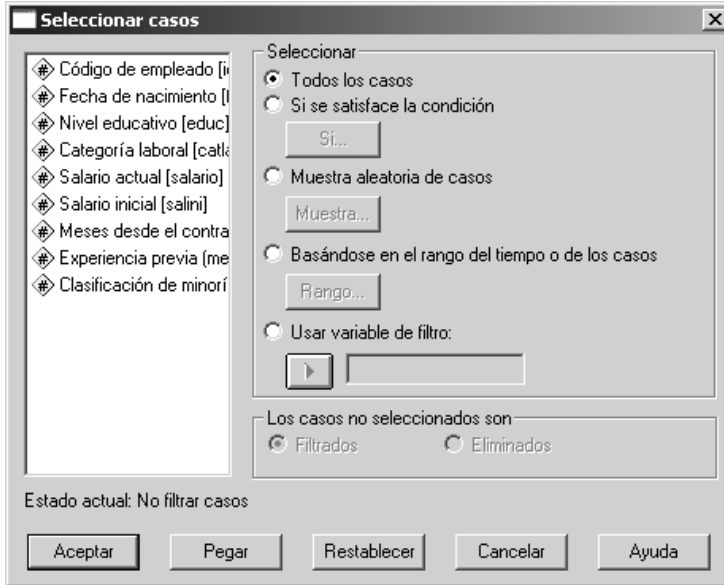 Seleccionar casos
Código de empleado [i
Fecha de nacimiento [
Nivel educativo [educ]
Categoría laboral [catla
Salario actual [salario]
Salario inicial [salini]
Meses desde el contra
Experiencia previa (me
Clasificación de minorí
Seleccionar
Todos los casos
Si se satisface la condición
Si...
Muestra aleatoria de casos
Muestra...
Basándose en el rango del tiempo o de los casos
Rango...
Usar variable de filtro:
Los casos no seleccionados son
Filtrados
Eliminados
Estado actual: No filtrar casos
Aceptar
Pegar
Restablecer
Cancelar
Ayuda